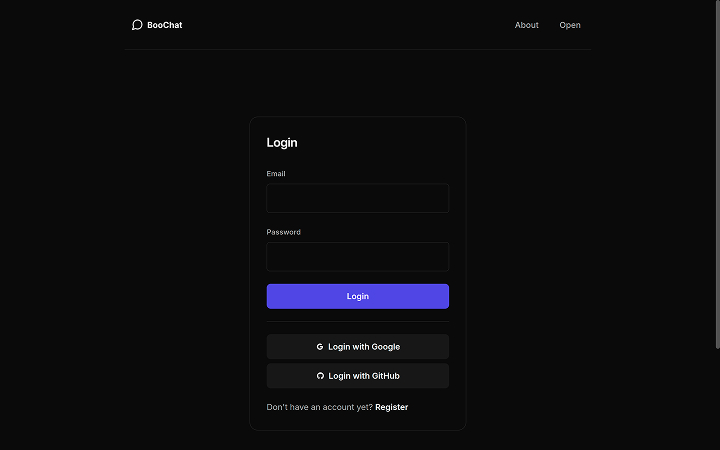 BooChat
About
Open
Login
Email
Password
Login
Login with Google
Login with GitHub
Don't have an account yet? Register